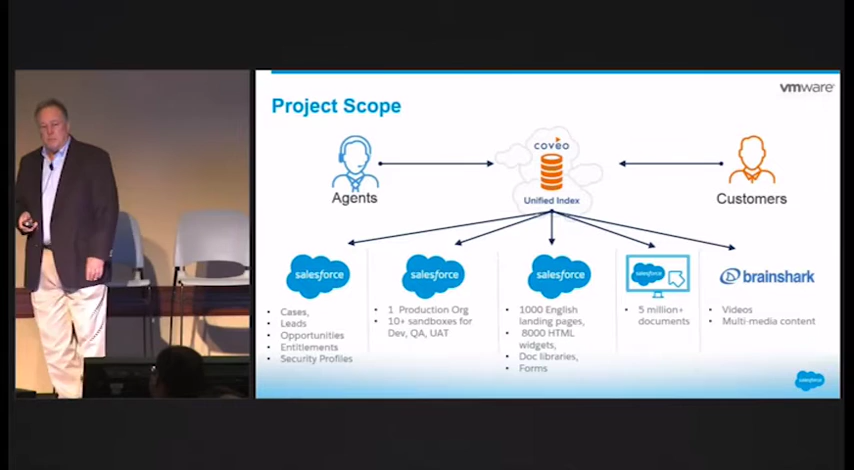 vmware
Project Scope
coveo
Agents
Unified Index
Customers
salesforce
salesforce
salesforce
salesforce
brainshark
• Cases,
• Leads
• Opportunities
• Entitlements
• Security Profiles
• 1 Production Org
• 10+ sandboxes for
Dev, QA, UAT
• 1000 English
landing pages,
• 8000 HTML
widgets,
• Doc libraries,
• Forms
• 5 million+
documents
• Videos
• Multi-media content
salesforce